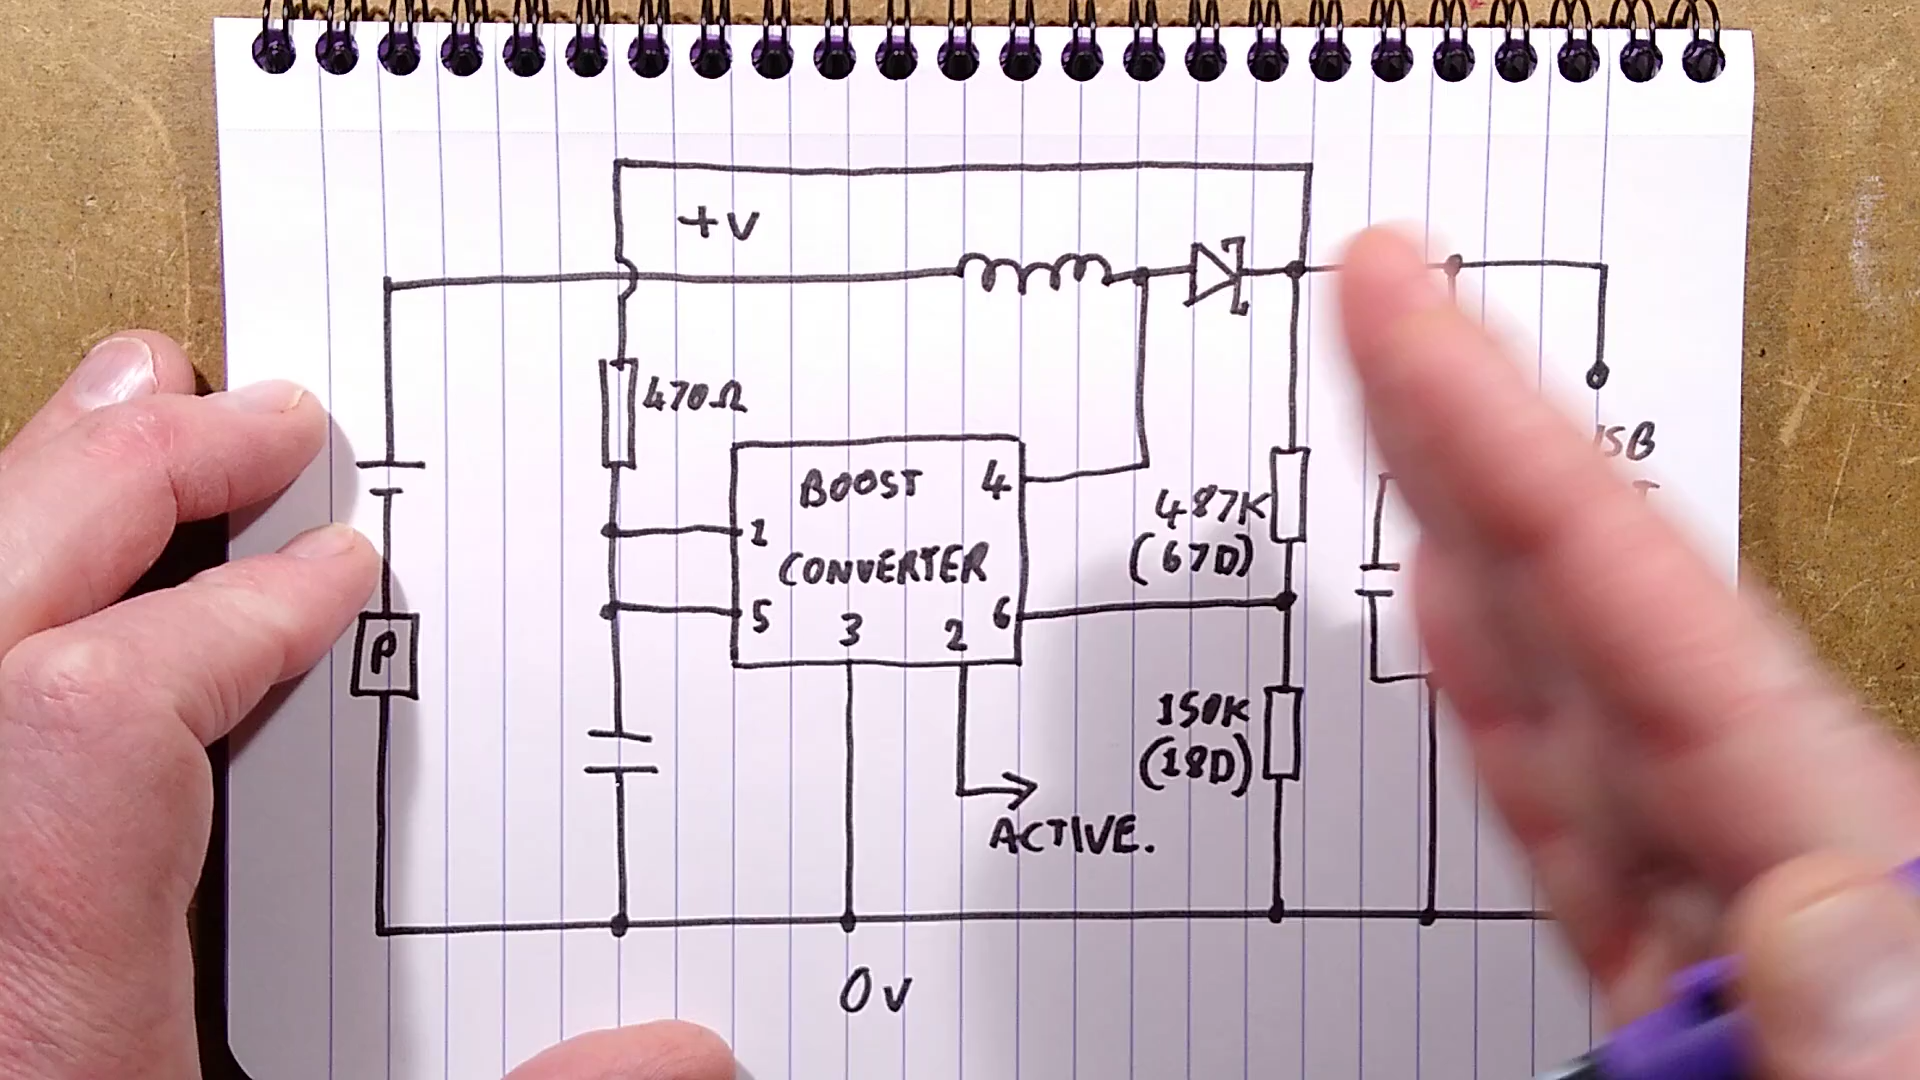 +V
470Ω
BOOST
CONVERTER
4
1
5
3
2
6
487K
(67D)
150K
(18D)
P
ACTIVE.
0V